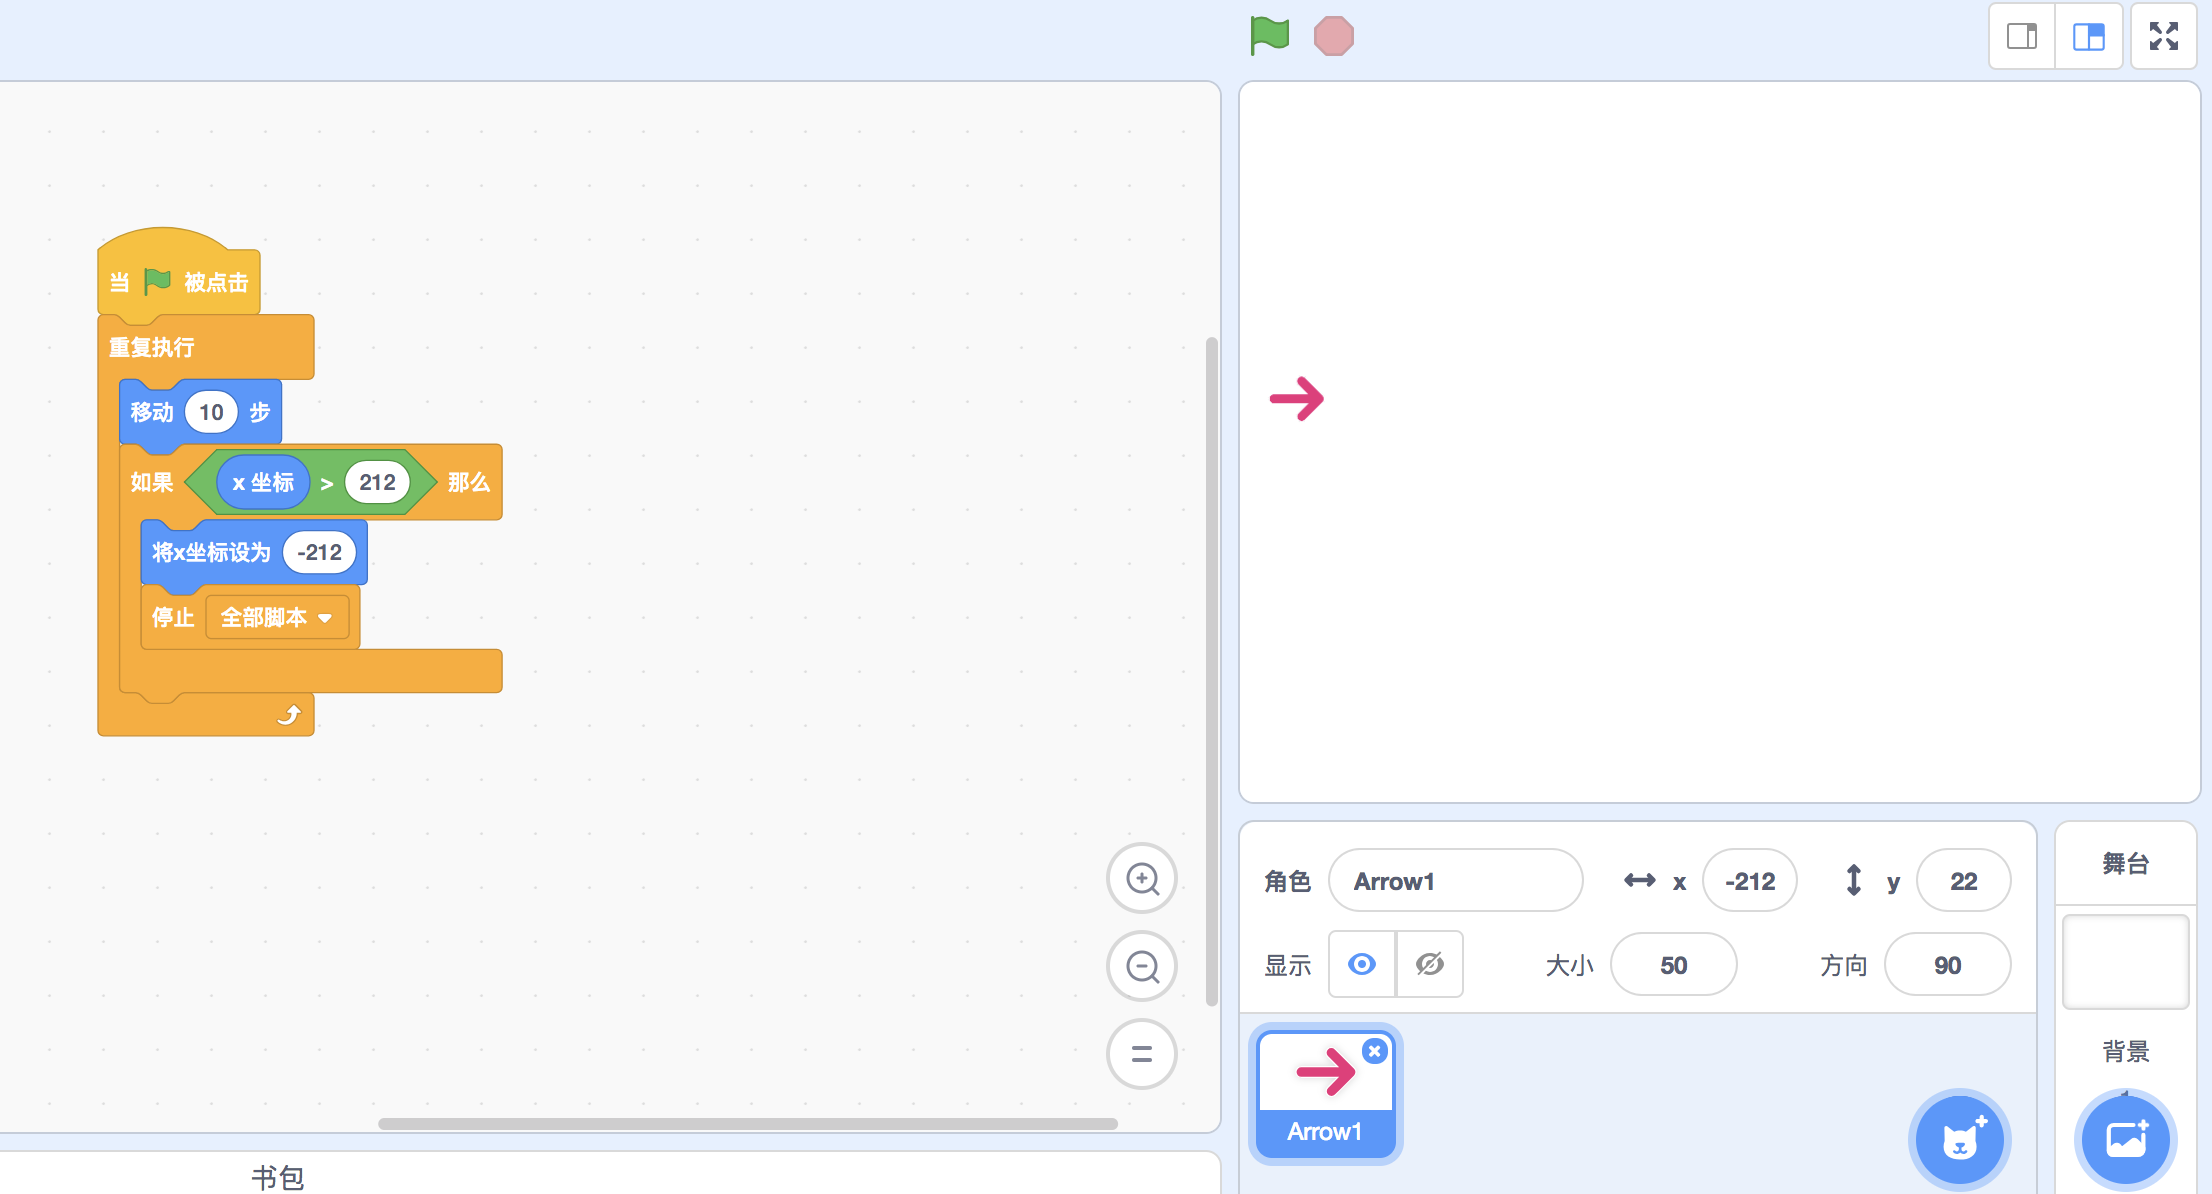 当 被点击
重复执行
移动 10 步
如果 x 坐标 > 212 那么
将x坐标设为 -212
停止 全部脚本
书包
角色 Arrow1 x -212 y 22
显示 大小 50 方向 90
Arrow1
舞台
背景